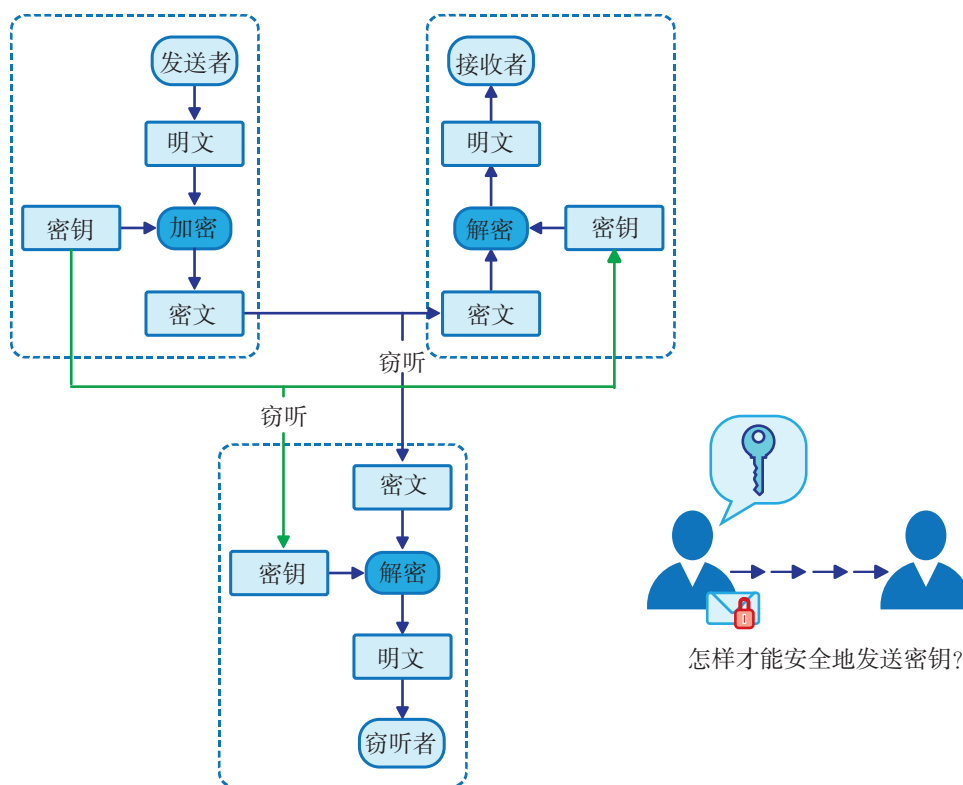 发送者
明文
密钥
加密
密文
接收者
明文
解密
密钥
密文
窃听
窃听
密文
密钥
解密
明文
窃听者
怎样才能安全地发送密钥?